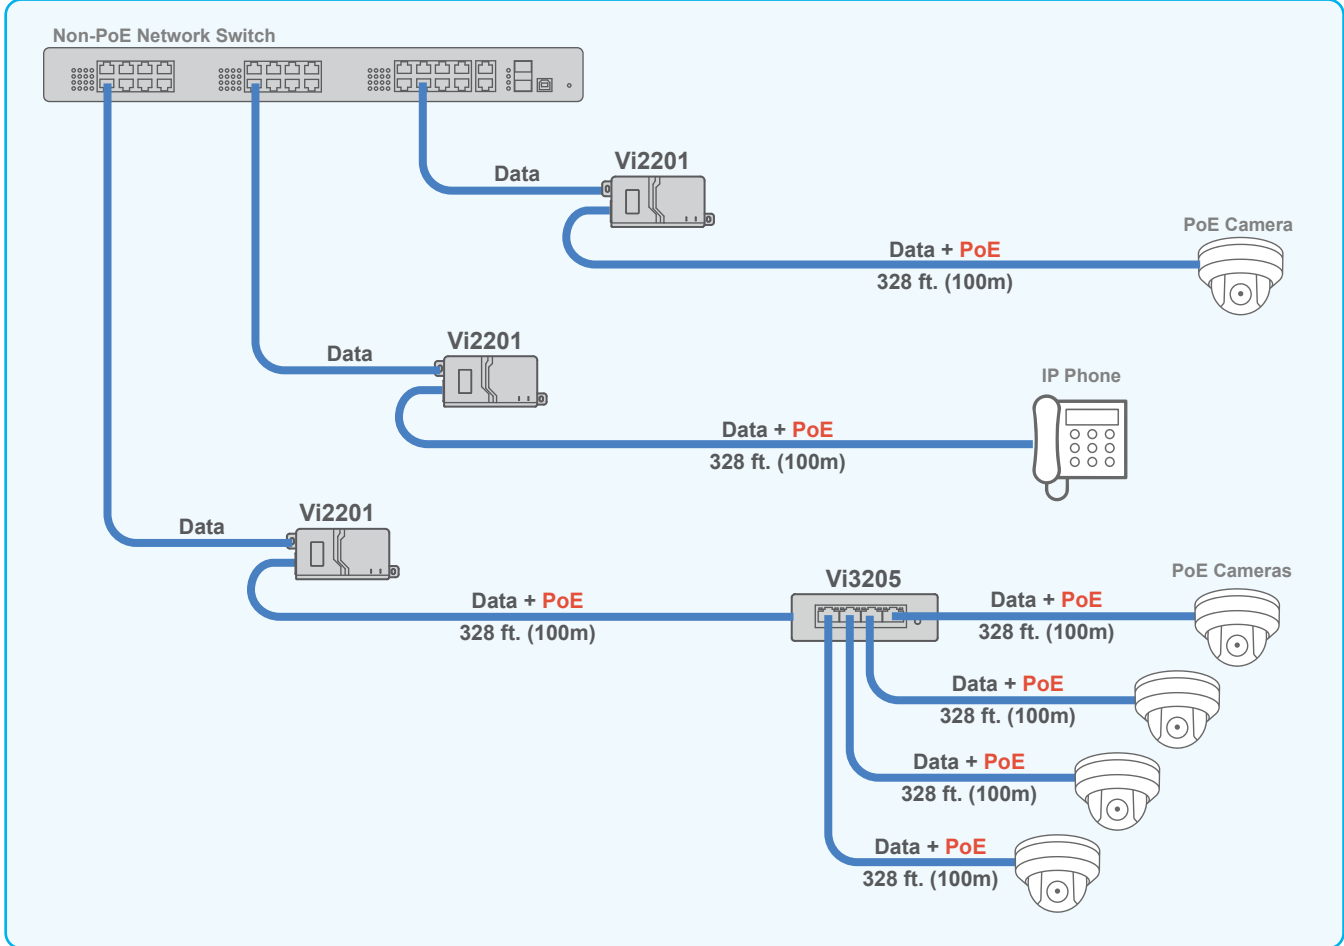 Non-PoE Network Switch
Vi2201
Data
PoE Camera
Data + PoE
328 ft. (100m)
Vi2201
Data
IP Phone
Data + PoE
328 ft. (100m)
Vi2201
Data
Data + PoE
328 ft. (100m)
Vi3205
PoE Cameras
Data + PoE
328 ft. (100m)
Data + PoE
328 ft. (100m)
Data + PoE
328 ft. (100m)
Data + PoE
328 ft. (100m)